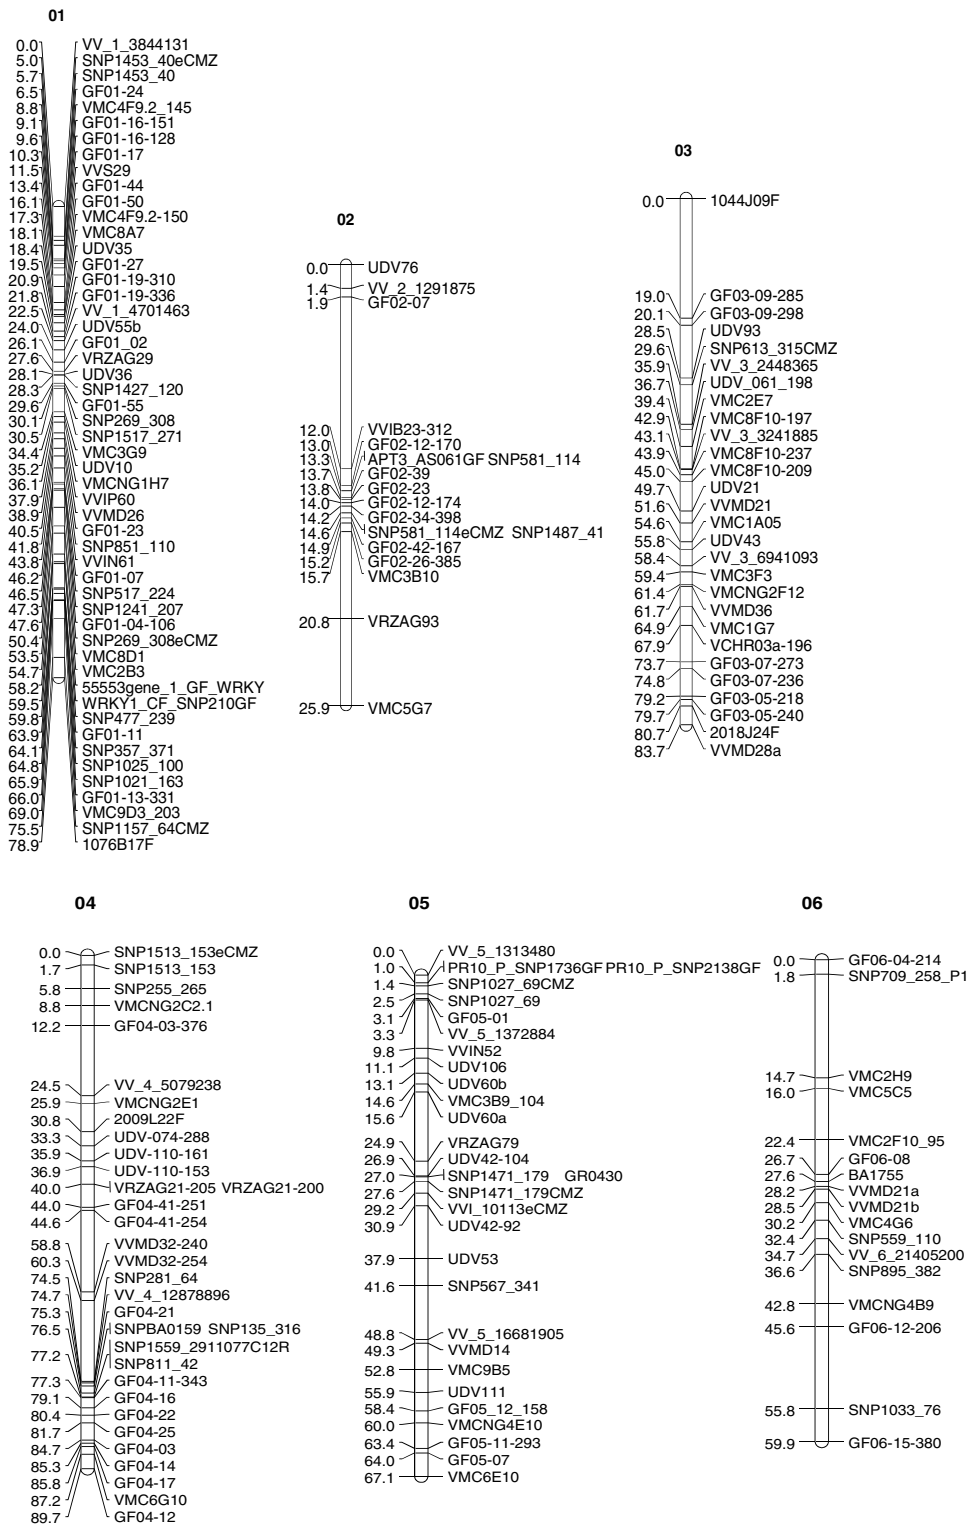 01
0.0 VV_1_3844131
5.0 SNP1453_40eCMZ
5.7 SNP1453_40
6.5 GF01-24
8.8 VMC4F9.2_145
9.1 GF01-16-151
9.6 GF01-16-128
10.3 GF01-17
11.5 VVS29
13.4 GF01-44
16.1 GF01-50
17.3 VMC4F9.2-150
18.1 VMC8A7
18.4 UDV35
19.5 GF01-27
20.9 GF01-19-310
21.8 GF01-19-336
22.5 VV_1_4701463
24.0 UDV55b
26.1 GF01_02
27.6 VRZAG29
28.1 UDV36
28.3 SNP1427_120
29.6 GF01-55
30.1 SNP269_308
30.5 SNP1517_271
34.4 VMC3G9
35.2 UDV10
36.1 VMCNG1H7
37.9 VVIP60
38.9 VVMD26
40.5 GF01-23
41.8 SNP851_110
43.8 VVIN61
46.2 GF01-07
46.5 SNP517_224
47.3 SNP1241_207
47.6 GF01-04-106
50.4 SNP269_308eCMZ
53.5 VMC8D1
54.7 VMC2B3
58.2 55553gene_1_GF_WRKY
59.5 WRKY1_CF_SNP210GF
59.8 SNP477_239
63.9 GF01-11
64.1 SNP357_371
64.8 SNP1025_100
65.9 SNP1021_163
66.0 GF01-13-331
69.0 VMC9D3_203
75.5 SNP1157_64CMZ
78.9 1076B17F
02
0.0 UDV76
1.4 VV_2_1291875
1.9 GF02-07
12.0 VVIB23-312
13.0 GF02-12-170
13.3 APT3_AS061GF SNP581_114
13.7 GF02-39
13.8 GF02-23
14.0 GF02-12-174
14.2 GF02-34-398
14.6 SNP581_114eCMZ SNP1487_41
14.9 GF02-42-167
15.2 GF02-26-385
15.7 VMC3B10
20.8 VRZAG93
25.9 VMC5G7
03
0.0 1044J09F
19.0 GF03-09-285
20.1 GF03-09-298
28.5 UDV93
29.6 SNP613_315CMZ
35.9 VV_3_2448365
36.7 UDV_061_198
39.4 VMC2E7
42.9 VMC8F10-197
43.1 VV_3_3241885
43.9 VMC8F10-237
45.0 VMC8F10-209
49.7 UDV21
51.6 VVMD21
54.6 VMC1A05
55.8 UDV43
58.4 VV_3_6941093
59.4 VMC3F3
61.4 VMCNG2F12
61.7 VVMD36
64.9 VMC1G7
67.9 VCHR03a-196
73.7 GF03-07-273
74.8 GF03-07-236
79.2 GF03-05-218
79.7 GF03-05-240
80.7 2018J24F
83.7 VVMD28a
04
0.0 SNP1513_153eCMZ
1.7 SNP1513_153
5.8 SNP255_265
8.8 VMCNG2C2.1
12.2 GF04-03-376
24.5 VV_4_5079238
25.9 VMCNG2E1
30.8 2009L22F
33.3 UDV-074-288
35.9 UDV-110-161
36.9 UDV-110-153
40.0 VRZAG21-205 VRZAG21-200
44.0 GF04-41-251
44.6 GF04-41-254
58.8 VVMD32-240
60.3 VVMD32-254
74.5 SNP281_64
74.7 VV_4_12878896
75.3 GF04-21
76.5 SNPBA0159 SNP135_316
77.2 SNP1559_2911077C12R
SNP811_42
77.3 GF04-11-343
79.1 GF04-16
80.4 GF04-22
81.7 GF04-25
84.7 GF04-03
85.3 GF04-14
85.8 GF04-17
87.2 VMC6G10
89.7 GF04-12
05
0.0 VV_5_1313480
1.0 PR10_P_SNP1736GF PR10_P_SNP2138GF
1.4 SNP1027_69CMZ
2.5 SNP1027_69
3.1 GF05-01
3.3 VV_5_1372884
9.8 VVIN52
11.1 UDV106
13.1 UDV60b
14.6 VMC3B9_104
15.6 UDV60a
24.9 VRZAG79
26.9 UDV42-104
27.0 SNP1471_179 GR0430
27.6 SNP1471_179CMZ
29.2 VVI_10113eCMZ
30.9 UDV42-92
37.9 UDV53
41.6 SNP567_341
48.8 VV_5_16681905
49.3 VVMD14
52.8 VMC9B5
55.9 UDV111
58.4 GF05_12_158
60.0 VMCNG4E10
63.4 GF05-11-293
64.0 GF05-07
67.1 VMC6E10
06
0.0 GF06-04-214
1.8 SNP709_258_P1
14.7 VMC2H9
16.0 VMC5C5
22.4 VMC2F10_95
26.7 GF06-08
27.6 BA1755
28.2 VVMD21a
28.5 VVMD21b
30.2 VMC4G6
32.4 SNP559_110
34.7 VV_6_21405200
36.6 SNP895_382
42.8 VMCNG4B9
45.6 GF06-12-206
55.8 SNP1033_76
59.9 GF06-15-380